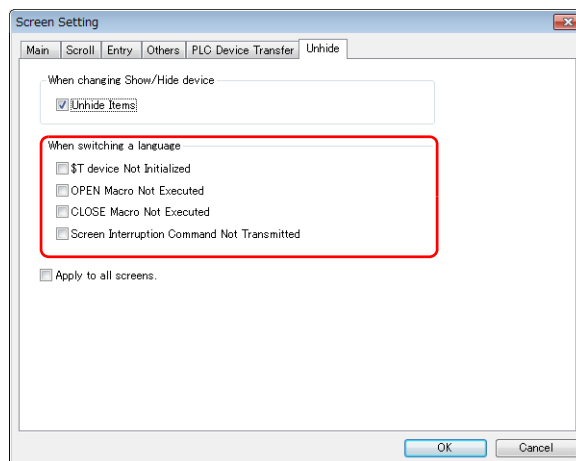 Screen Setting
Main Scroll Entry Others PLC Device Transfer Unhide
When changing Show/Hide device
Unhide Items
When switching a language
$T device Not Initialized
OPEN Macro Not Executed
CLOSE Macro Not Executed
Screen Interruption Command Not Transmitted
Apply to all screens.
OK Cancel